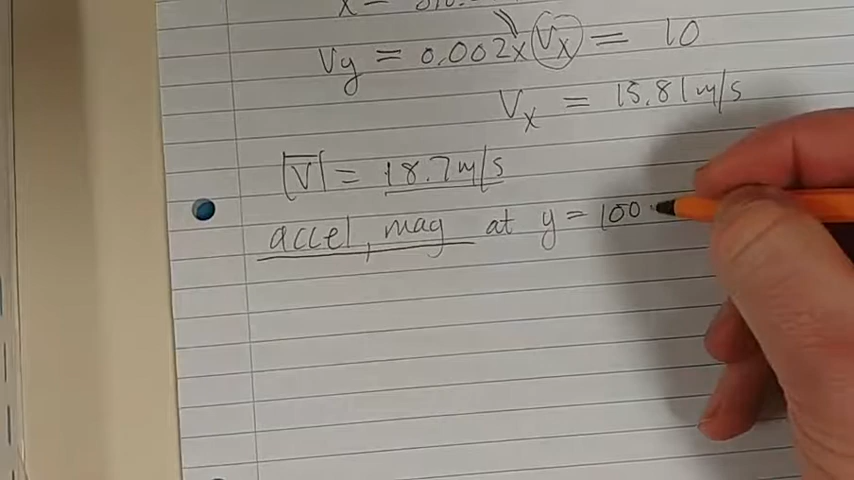 Vy = 0.002x Vx = 10
Vx = 15.81 m/s
|V| = 18.7 m/s
accel, mag at y = 100